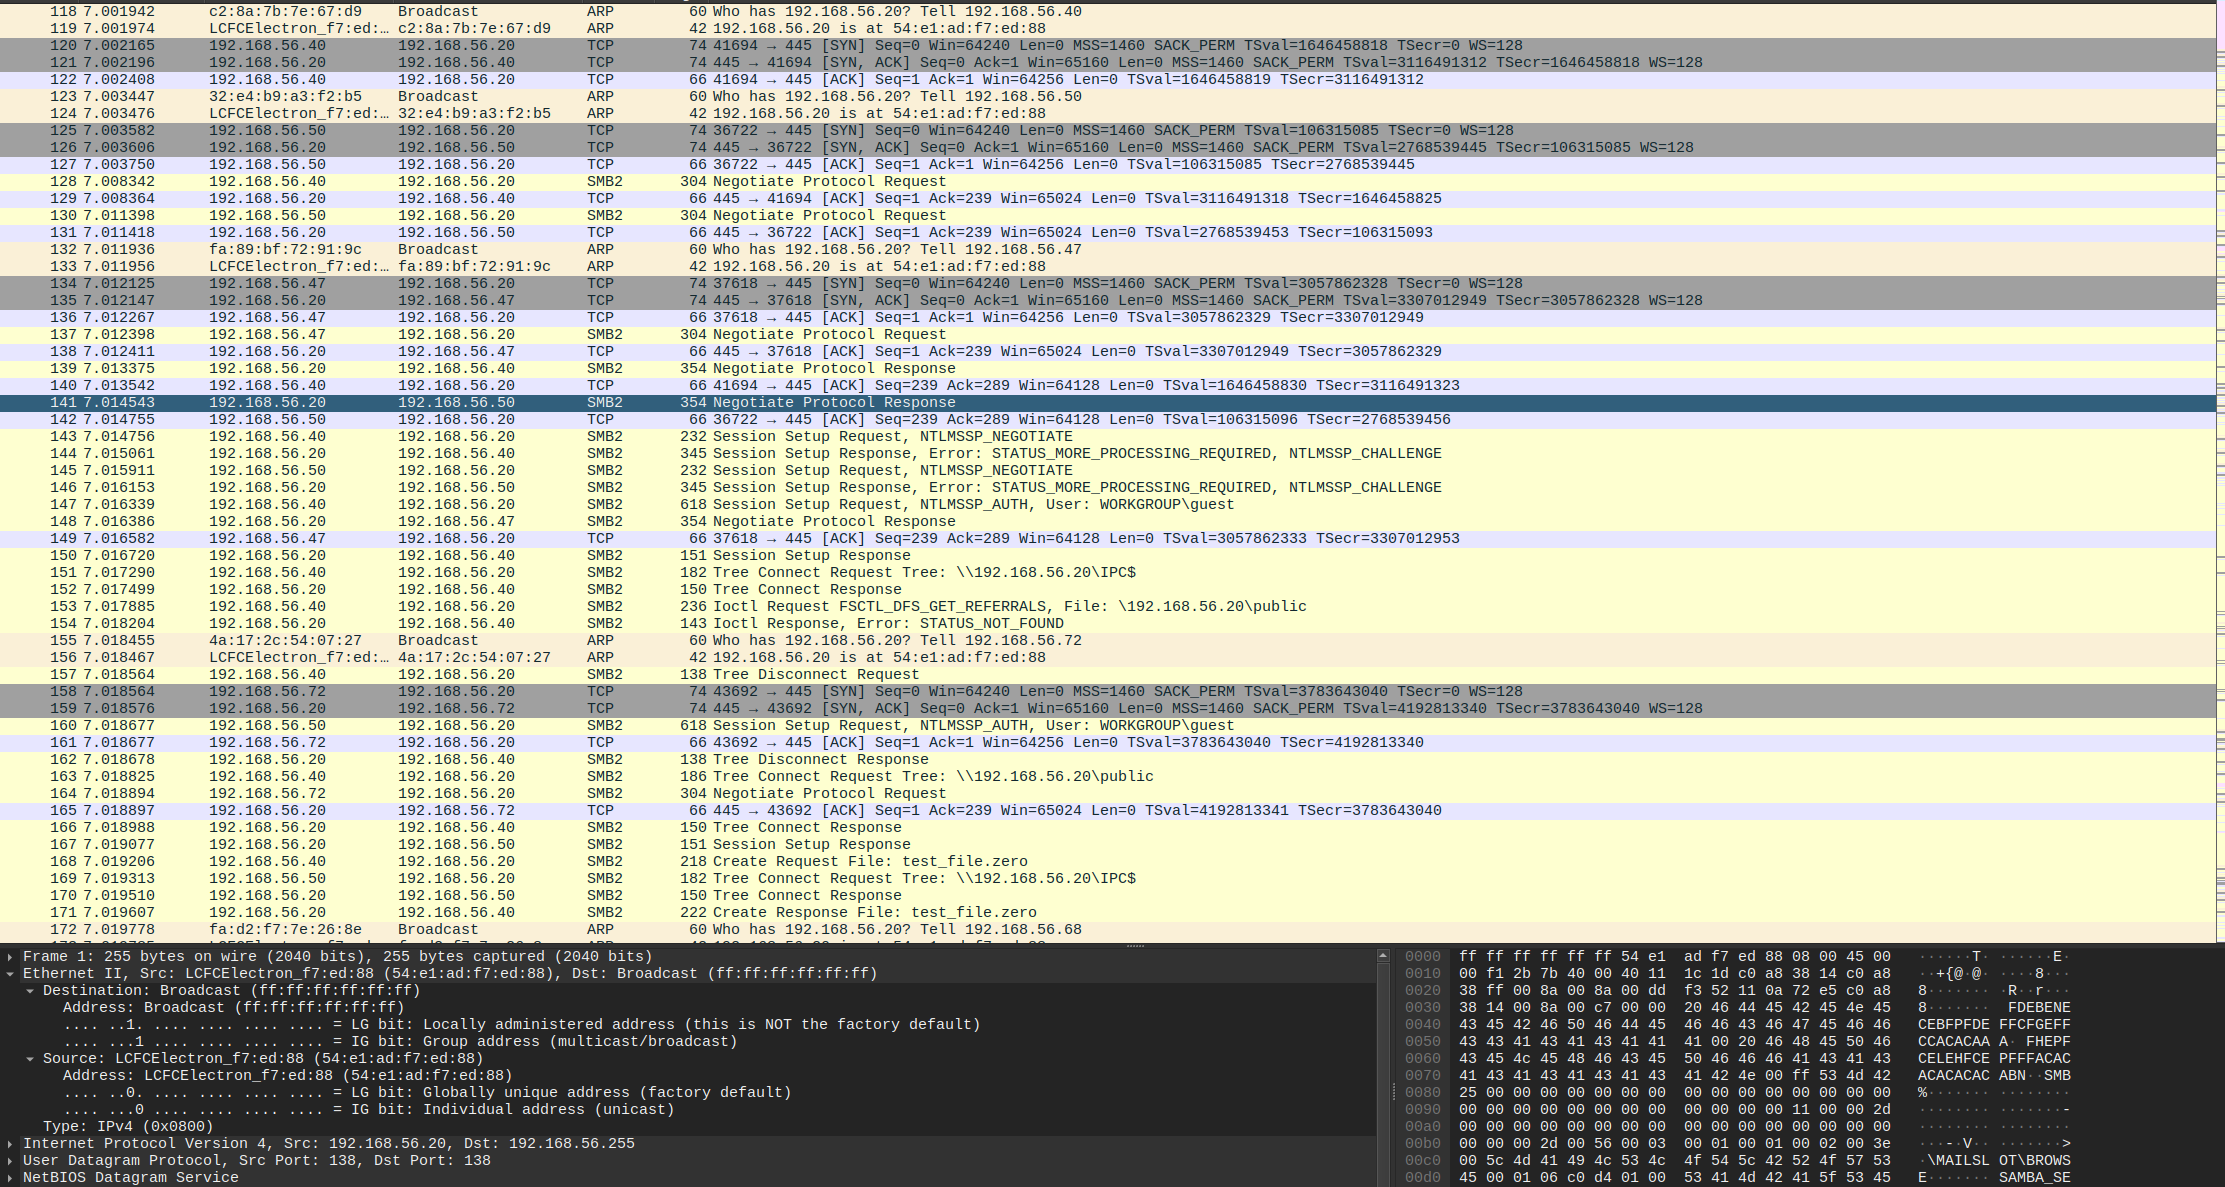 118 7.001942 c2:8a:7b:7e:67:d9 Broadcast ARP 60 Who has 192.168.56.20? Tell 192.168.56.40
119 7.001974 LCFCElectron_f7:ed:… c2:8a:7b:7e:67:d9 ARP 42 192.168.56.20 is at 54:e1:ad:f7:ed:88
120 7.002165 192.168.56.40 192.168.56.20 TCP 74 41694 → 445 [SYN] Seq=0 Win=64240 Len=0 MSS=1460 SACK_PERM TSval=1646458818 TSecr=0 WS=128
121 7.002196 192.168.56.20 192.168.56.40 TCP 74 445 → 41694 [SYN, ACK] Seq=0 Ack=1 Win=65160 Len=0 MSS=1460 SACK_PERM TSval=3116491312 TSecr=1646458818 WS=128
122 7.002408 192.168.56.40 192.168.56.20 TCP 66 41694 → 445 [ACK] Seq=1 Ack=1 Win=64256 Len=0 TSval=1646458819 TSecr=3116491312
123 7.003447 32:e4:b9:a3:f2:b5 Broadcast ARP 60 Who has 192.168.56.20? Tell 192.168.56.50
124 7.003476 LCFCElectron_f7:ed:… 32:e4:b9:a3:f2:b5 ARP 42 192.168.56.20 is at 54:e1:ad:f7:ed:88
125 7.003582 192.168.56.50 192.168.56.20 TCP 74 36722 → 445 [SYN] Seq=0 Win=64240 Len=0 MSS=1460 SACK_PERM TSval=106315085 TSecr=0 WS=128
126 7.003606 192.168.56.20 192.168.56.50 TCP 74 445 → 36722 [SYN, ACK] Seq=0 Ack=1 Win=65160 Len=0 MSS=1460 SACK_PERM TSval=2768539445 TSecr=106315085 WS=128
127 7.003750 192.168.56.50 192.168.56.20 TCP 66 36722 → 445 [ACK] Seq=1 Ack=1 Win=64256 Len=0 TSval=106315085 TSecr=2768539445
128 7.008342 192.168.56.40 192.168.56.20 SMB2 304 Negotiate Protocol Request
129 7.008364 192.168.56.20 192.168.56.40 TCP 66 445 → 41694 [ACK] Seq=1 Ack=239 Win=65024 Len=0 TSval=3116491318 TSecr=1646458825
130 7.011398 192.168.56.50 192.168.56.20 SMB2 304 Negotiate Protocol Request
131 7.011418 192.168.56.20 192.168.56.50 TCP 66 445 → 36722 [ACK] Seq=1 Ack=239 Win=65024 Len=0 TSval=2768539453 TSecr=106315093
132 7.011936 fa:89:bf:72:91:9c Broadcast ARP 60 Who has 192.168.56.20? Tell 192.168.56.47
133 7.011956 LCFCElectron_f7:ed:… fa:89:bf:72:91:9c ARP 42 192.168.56.20 is at 54:e1:ad:f7:ed:88
134 7.012125 192.168.56.47 192.168.56.20 TCP 74 37618 → 445 [SYN] Seq=0 Win=64240 Len=0 MSS=1460 SACK_PERM TSval=3057862328 TSecr=0 WS=128
135 7.012147 192.168.56.20 192.168.56.47 TCP 74 445 → 37618 [SYN, ACK] Seq=0 Ack=1 Win=65160 Len=0 MSS=1460 SACK_PERM TSval=3307012949 TSecr=3057862328 WS=128
136 7.012267 192.168.56.47 192.168.56.20 TCP 66 37618 → 445 [ACK] Seq=1 Ack=1 Win=64256 Len=0 TSval=3057862329 TSecr=3307012949
137 7.012398 192.168.56.47 192.168.56.20 SMB2 304 Negotiate Protocol Request
138 7.012411 192.168.56.20 192.168.56.47 TCP 66 445 → 37618 [ACK] Seq=1 Ack=239 Win=65024 Len=0 TSval=3307012949 TSecr=3057862329
139 7.013375 192.168.56.20 192.168.56.40 SMB2 354 Negotiate Protocol Response
140 7.013542 192.168.56.40 192.168.56.20 TCP 66 41694 → 445 [ACK] Seq=239 Ack=289 Win=64128 Len=0 TSval=1646458830 TSecr=3116491323
141 7.014543 192.168.56.20 192.168.56.50 SMB2 354 Negotiate Protocol Response
142 7.014755 192.168.56.50 192.168.56.20 TCP 66 36722 → 445 [ACK] Seq=239 Ack=289 Win=64128 Len=0 TSval=106315096 TSecr=2768539456
143 7.014756 192.168.56.40 192.168.56.20 SMB2 232 Session Setup Request, NTLMSSP_NEGOTIATE
144 7.015061 192.168.56.20 192.168.56.40 SMB2 345 Session Setup Response, Error: STATUS_MORE_PROCESSING_REQUIRED, NTLMSSP_CHALLENGE
145 7.015911 192.168.56.50 192.168.56.20 SMB2 232 Session Setup Request, NTLMSSP_NEGOTIATE
146 7.016153 192.168.56.20 192.168.56.50 SMB2 345 Session Setup Response, Error: STATUS_MORE_PROCESSING_REQUIRED, NTLMSSP_CHALLENGE
147 7.016339 192.168.56.40 192.168.56.20 SMB2 618 Session Setup Request, NTLMSSP_AUTH, User: WORKGROUP\guest
148 7.016386 192.168.56.20 192.168.56.47 SMB2 354 Negotiate Protocol Response
149 7.016582 192.168.56.47 192.168.56.20 TCP 66 37618 → 445 [ACK] Seq=239 Ack=289 Win=64128 Len=0 TSval=3057862333 TSecr=3307012953
150 7.016720 192.168.56.20 192.168.56.40 SMB2 151 Session Setup Response
151 7.017290 192.168.56.40 192.168.56.20 SMB2 182 Tree Connect Request Tree: \\192.168.56.20\IPC$
152 7.017499 192.168.56.20 192.168.56.40 SMB2 150 Tree Connect Response
153 7.017885 192.168.56.40 192.168.56.20 SMB2 236 Ioctl Request FSCTL_DFS_GET_REFERRALS, File: \192.168.56.20\public
154 7.018204 192.168.56.20 192.168.56.40 SMB2 143 Ioctl Response, Error: STATUS_NOT_FOUND
155 7.018455 4a:17:2c:54:07:27 Broadcast ARP 60 Who has 192.168.56.20? Tell 192.168.56.72
156 7.018467 LCFCElectron_f7:ed:… 4a:17:2c:54:07:27 ARP 42 192.168.56.20 is at 54:e1:ad:f7:ed:88
157 7.018564 192.168.56.40 192.168.56.20 SMB2 138 Tree Disconnect Request
158 7.018564 192.168.56.72 192.168.56.20 TCP 74 43692 → 445 [SYN] Seq=0 Win=64240 Len=0 MSS=1460 SACK_PERM TSval=3783643040 TSecr=0 WS=128
159 7.018576 192.168.56.20 192.168.56.72 TCP 74 445 → 43692 [SYN, ACK] Seq=0 Ack=1 Win=65160 Len=0 MSS=1460 SACK_PERM TSval=4192813340 TSecr=3783643040 WS=128
160 7.018677 192.168.56.50 192.168.56.20 SMB2 618 Session Setup Request, NTLMSSP_AUTH, User: WORKGROUP\guest
161 7.018677 192.168.56.72 192.168.56.20 TCP 66 43692 → 445 [ACK] Seq=1 Ack=1 Win=64256 Len=0 TSval=3783643040 TSecr=4192813340
162 7.018678 192.168.56.20 192.168.56.40 SMB2 138 Tree Disconnect Response
163 7.018825 192.168.56.40 192.168.56.20 SMB2 186 Tree Connect Request Tree: \\192.168.56.20\public
164 7.018894 192.168.56.72 192.168.56.20 SMB2 304 Negotiate Protocol Request
165 7.018897 192.168.56.20 192.168.56.72 TCP 66 445 → 43692 [ACK] Seq=1 Ack=239 Win=65024 Len=0 TSval=4192813341 TSecr=3783643040
166 7.018988 192.168.56.20 192.168.56.40 SMB2 150 Tree Connect Response
167 7.019077 192.168.56.20 192.168.56.50 SMB2 151 Session Setup Response
168 7.019206 192.168.56.40 192.168.56.20 SMB2 218 Create Request File: test_file.zero
169 7.019313 192.168.56.50 192.168.56.20 SMB2 182 Tree Connect Request Tree: \\192.168.56.20\IPC$
170 7.019510 192.168.56.20 192.168.56.50 SMB2 150 Tree Connect Response
171 7.019607 192.168.56.20 192.168.56.40 SMB2 222 Create Response File: test_file.zero
172 7.019778 fa:d2:f7:7e:26:8e Broadcast ARP 60 Who has 192.168.56.20? Tell 192.168.56.68
Frame 1: 255 bytes on wire (2040 bits), 255 bytes captured (2040 bits)
Ethernet II, Src: LCFCElectron_f7:ed:88 (54:e1:ad:f7:ed:88), Dst: Broadcast (ff:ff:ff:ff:ff:ff)
Destination: Broadcast (ff:ff:ff:ff:ff:ff)
Address: Broadcast (ff:ff:ff:ff:ff:ff)
.... ..1. .... .... .... .... = LG bit: Locally administered address (this is NOT the factory default)
.... ...1 .... .... .... .... = IG bit: Group address (multicast/broadcast)
Source: LCFCElectron_f7:ed:88 (54:e1:ad:f7:ed:88)
Address: LCFCElectron_f7:ed:88 (54:e1:ad:f7:ed:88)
.... ..0. .... .... .... .... = LG bit: Globally unique address (factory default)
.... ...0 .... .... .... .... = IG bit: Individual address (unicast)
Type: IPv4 (0x0800)
Internet Protocol Version 4, Src: 192.168.56.20, Dst: 192.168.56.255
User Datagram Protocol, Src Port: 138, Dst Port: 138
NetBIOS Datagram Service
0000 ff ff ff ff ff ff 54 e1 ad f7 ed 88 08 00 45 00 ······T· ······E·
0010 00 f1 2b 7b 40 00 40 11 1c 1d c0 a8 38 14 c0 a8 ··+{@·@· ····8···
0020 38 ff 00 8a 00 8a 00 dd f3 52 11 0a 72 e5 c0 a8 8······· ·R··r···
0030 38 14 00 8a 00 c7 00 00 20 46 44 45 42 45 4e 45 8······· FDEBENE
0040 43 45 42 46 50 46 44 45 46 46 43 46 47 45 46 46 CEBFPFDE FFCFGEFF
0050 43 43 41 43 41 43 41 41 41 00 20 46 48 45 50 46 CCACACAA A· FHEPF
0060 43 45 4c 45 48 46 43 45 50 46 46 46 41 43 41 43 CELEHFCE PFFFACAC
0070 41 43 41 43 41 43 41 43 41 42 4e 00 ff 53 4d 42 ACACACAC ABN··SMB
0080 25 00 00 00 00 00 00 00 00 00 00 00 00 00 00 00 %······· ········
0090 00 00 00 00 00 00 00 00 00 00 00 00 11 00 00 2d ········ ·······-
00a0 00 00 00 00 00 00 00 00 00 00 00 00 00 00 00 00 ········ ········
00b0 00 00 00 2d 00 56 00 03 00 01 00 01 00 02 00 3e ···-·V·· ·······>
00c0 00 5c 4d 41 49 4c 53 4c 4f 54 5c 42 52 4f 57 53 ·\MAILSL OT\BROWS
00d0 45 00 01 06 c0 d4 01 00 53 41 4d 42 41 5f 53 45 E······· SAMBA_SE